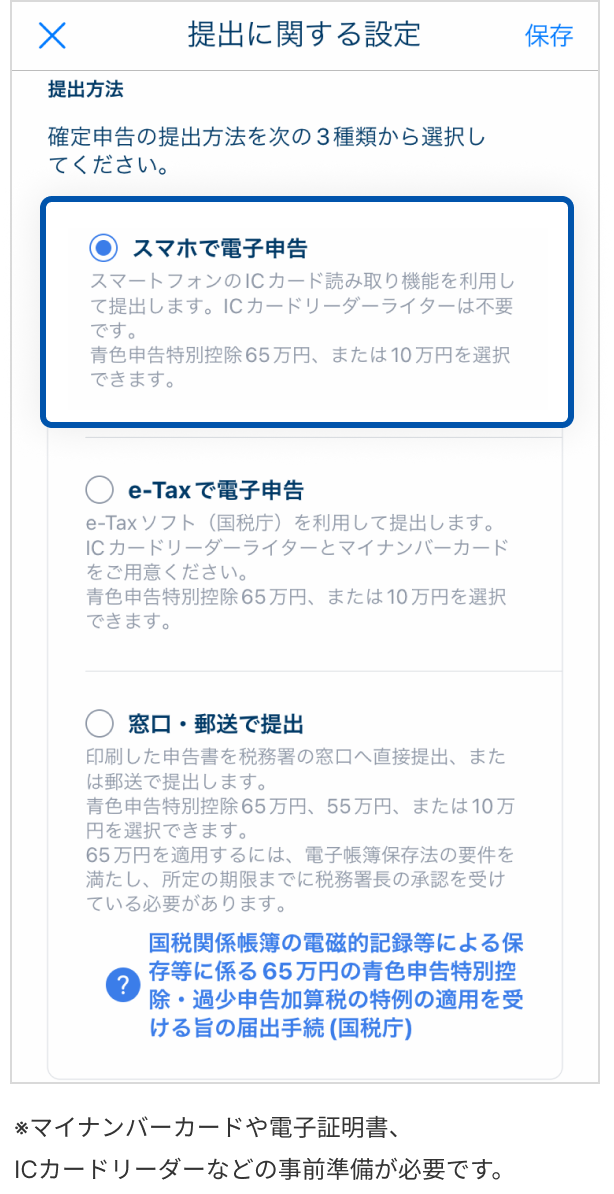 提出に関する設定
保存
提出方法
確定申告の提出方法を次の3種類から選択し
てください。
スマホで電子申告
スマートフォンのICカード読み取り機能を利用し
て提出します。ICカードリーダーライターは不要
です。
青色申告特別控除65万円、または10万円を選択
できます。
e-Taxで電子申告
e-Taxソフト（国税庁）を利用して提出します。
ICカードリーダーライターとマイナンバーカード
をご用意ください。
青色申告特別控除65万円、または10万円を選択
できます。
窓口・郵送で提出
印刷した申告書を税務署の窓口へ直接提出、また
は郵送で提出します。
青色申告特別控除65万円、55万円、または10万
円を選択できます。
65万円を適用するには、電子帳簿保存法の要件を
満たし、所定の期限までに税務署長の承認を受け
ている必要があります。
国税関係帳簿の電磁的記録等による保
存等に係る65万円の青色申告特別控
?
除・過少申告加算税の特例の適用を受
ける旨の届出手続(国税庁)
※マイナンバーカードや電子証明書、
ICカードリーダーなどの事前準備が必要です。